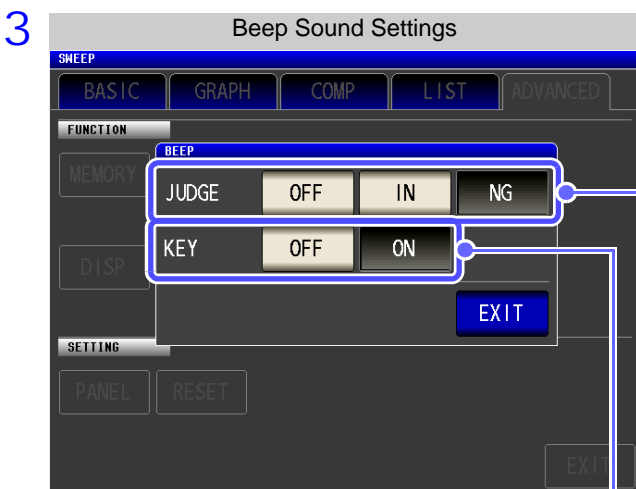 3
Beep Sound Settings
SWEEP
BASIC GRAPH COMP LIST ADVANCED
FUNCTION
BEEP
MEMORY
JUDGE OFF IN NG
KEY OFF ON
DISP
EXIT
SETTING
PANEL RESET
EXIT